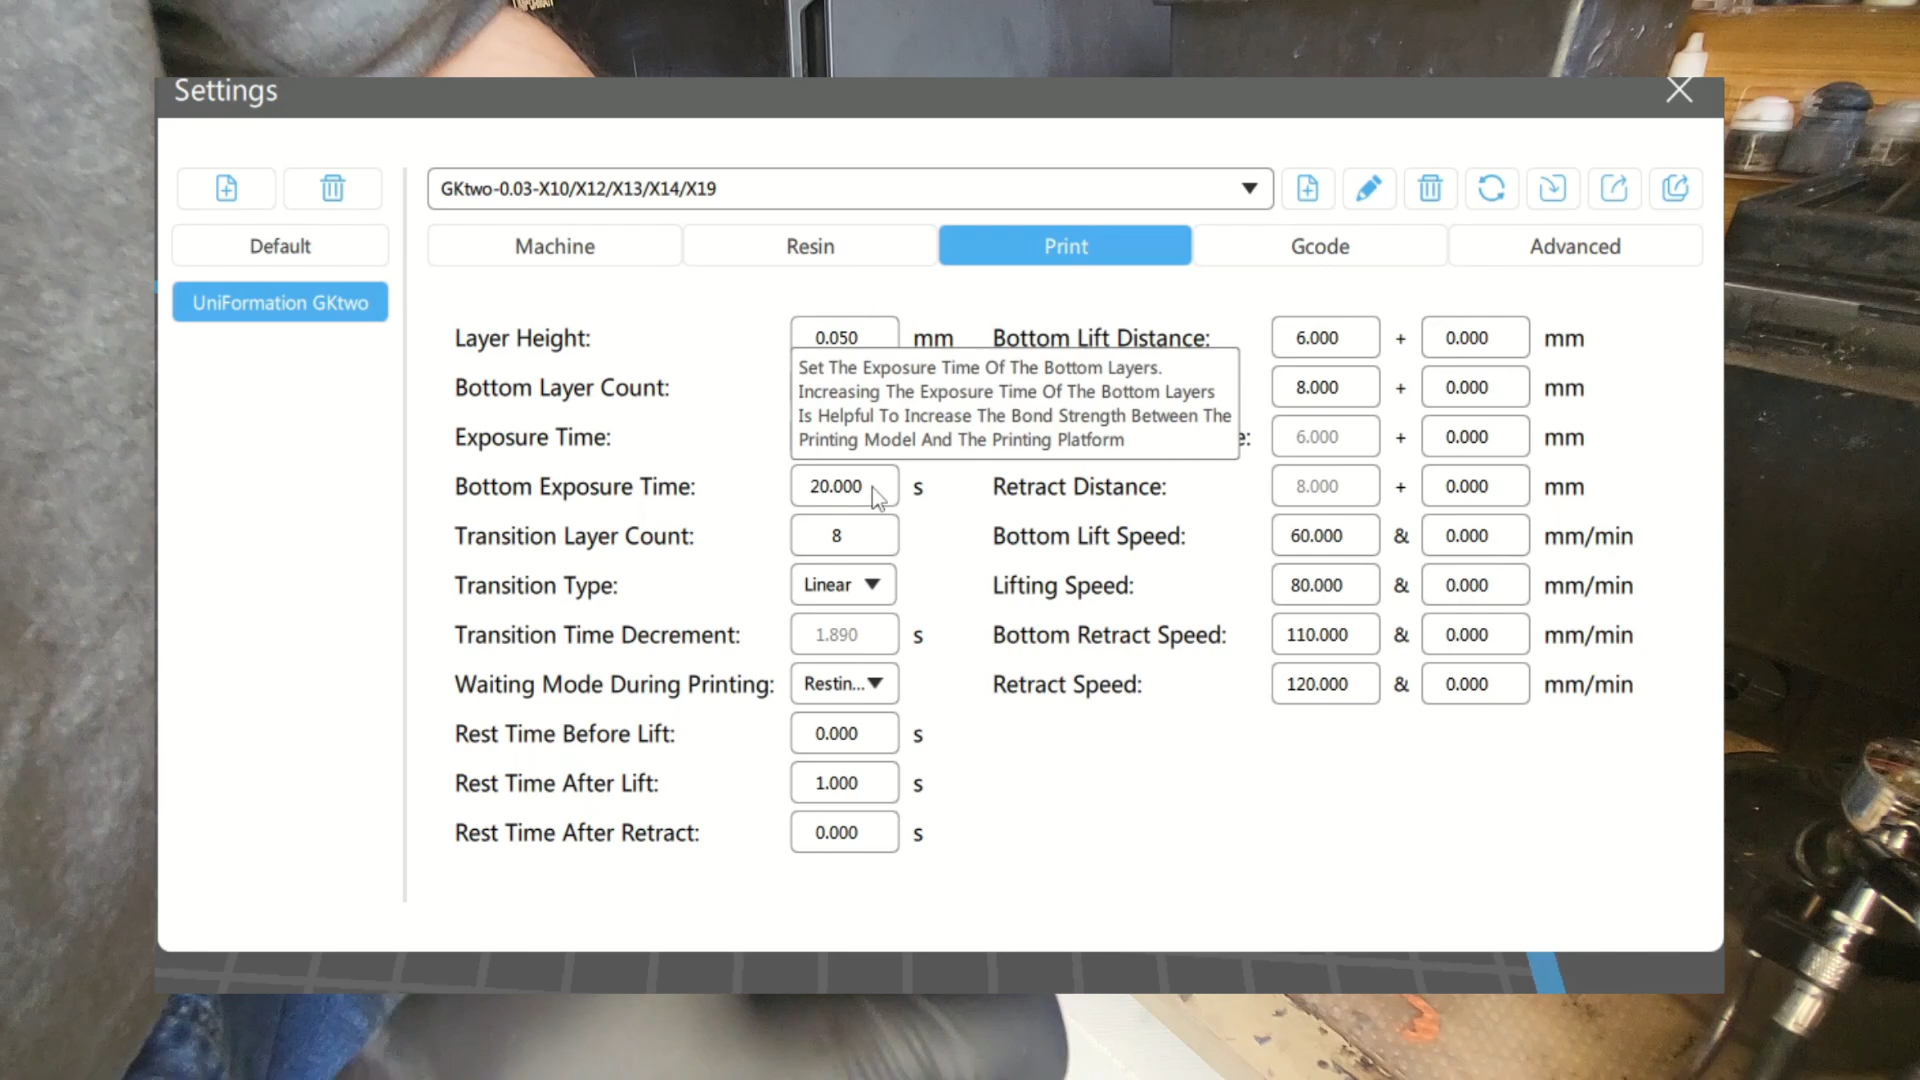 Settings
GKtwo-0.03-X10/X12/X13/X14/X19
Default
Machine
Resin
Print
Gcode
Advanced
UniFormation GKtwo
Layer Height: 0.050 mm
Bottom Lift Distance: 6.000 + 0.000 mm
Set The Exposure Time Of The Bottom Layers.
Increasing The Exposure Time Of The Bottom Layers
Is Helpful To Increase The Bond Strength Between The
Printing Model And The Printing Platform
Bottom Layer Count:
8.000 + 0.000 mm
Exposure Time:
e: 6.000 + 0.000 mm
Bottom Exposure Time: 20.000 s
Retract Distance: 8.000 + 0.000 mm
Transition Layer Count: 8
Bottom Lift Speed: 60.000 & 0.000 mm/min
Transition Type: Linear
Lifting Speed: 80.000 & 0.000 mm/min
Transition Time Decrement: 1.890 s
Bottom Retract Speed: 110.000 & 0.000 mm/min
Waiting Mode During Printing: Restin...
Retract Speed: 120.000 & 0.000 mm/min
Rest Time Before Lift: 0.000 s
Rest Time After Lift: 1.000 s
Rest Time After Retract: 0.000 s